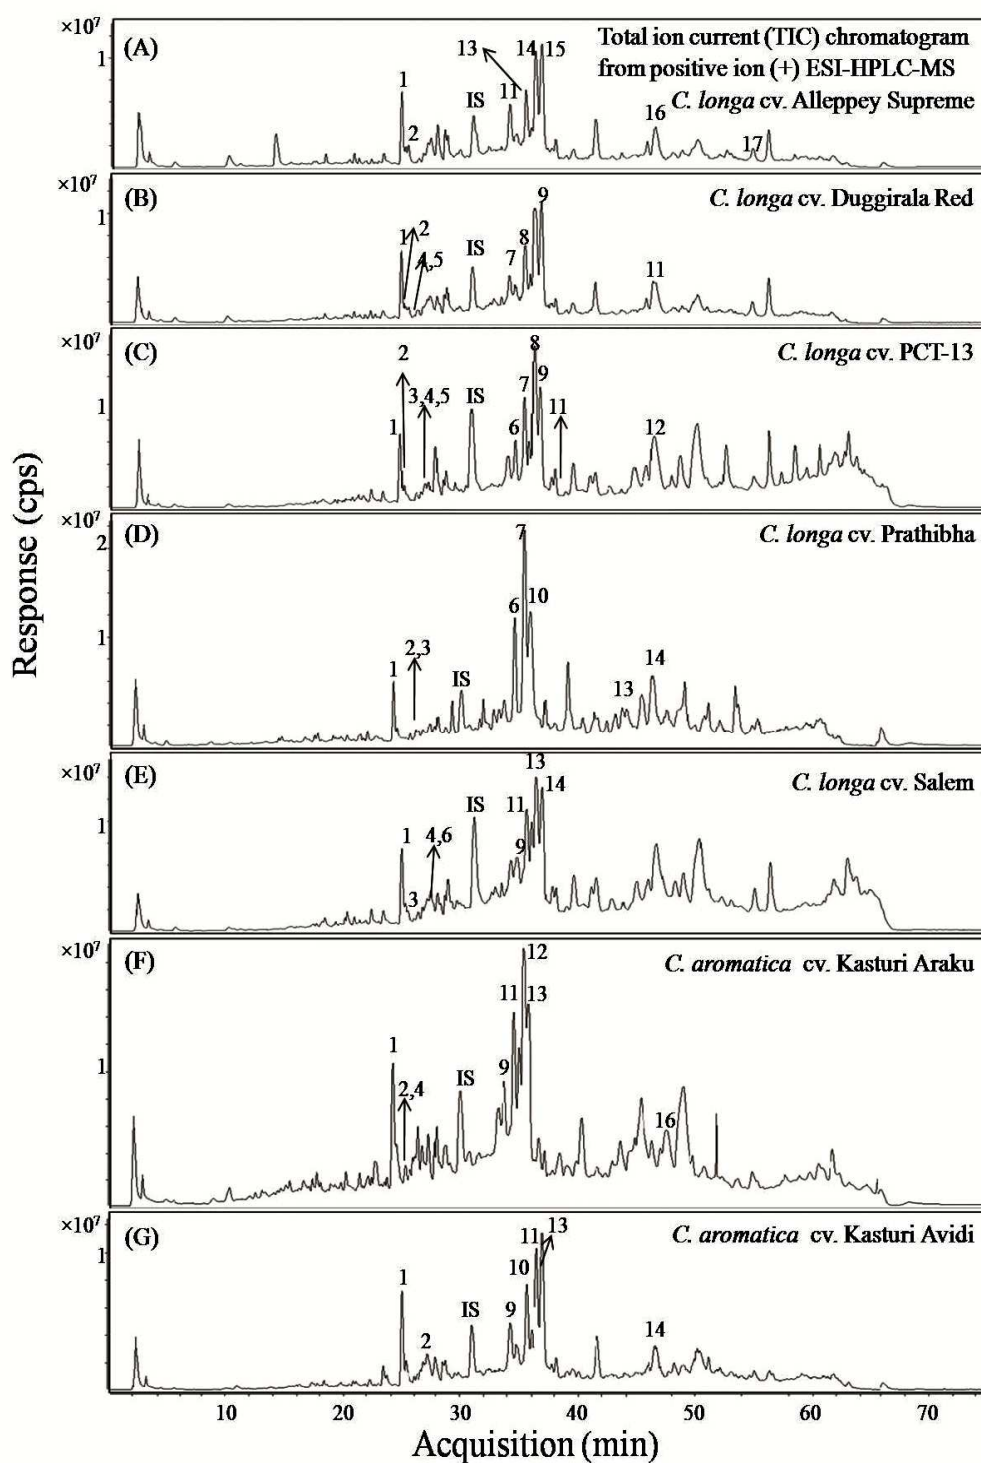 ×10⁷
(A)
Total ion current (TIC) chromatogram
from positive ion (+) ESI-HPLC-MS
C. longa cv. Alleppey Supreme
1
1
2
IS
13
11
14
15
16
17
×10⁷
(B)
C. longa cv. Duggirala Red
1
1
2
4,5
IS
7
8
9
11
×10⁷
(C)
C. longa cv. PCT-13
1
1
2
3,4,5
IS
6
7
8
9
11
12
×10⁷
(D)
C. longa cv. Prathibha
2
1
1
2,3
IS
6
7
10
13
14
×10⁷
(E)
C. longa cv. Salem
1
1
3
4,6
IS
9
11
13
14
×10⁷
(F)
C. aromatica cv. Kasturi Araku
1
1
2,4
IS
9
11
12
13
16
×10⁷
(G)
C. aromatica cv. Kasturi Avidi
1
1
2
IS
9
10
11
13
14
Response (cps)
10 20 30 40 50 60 70
Acquisition (min)